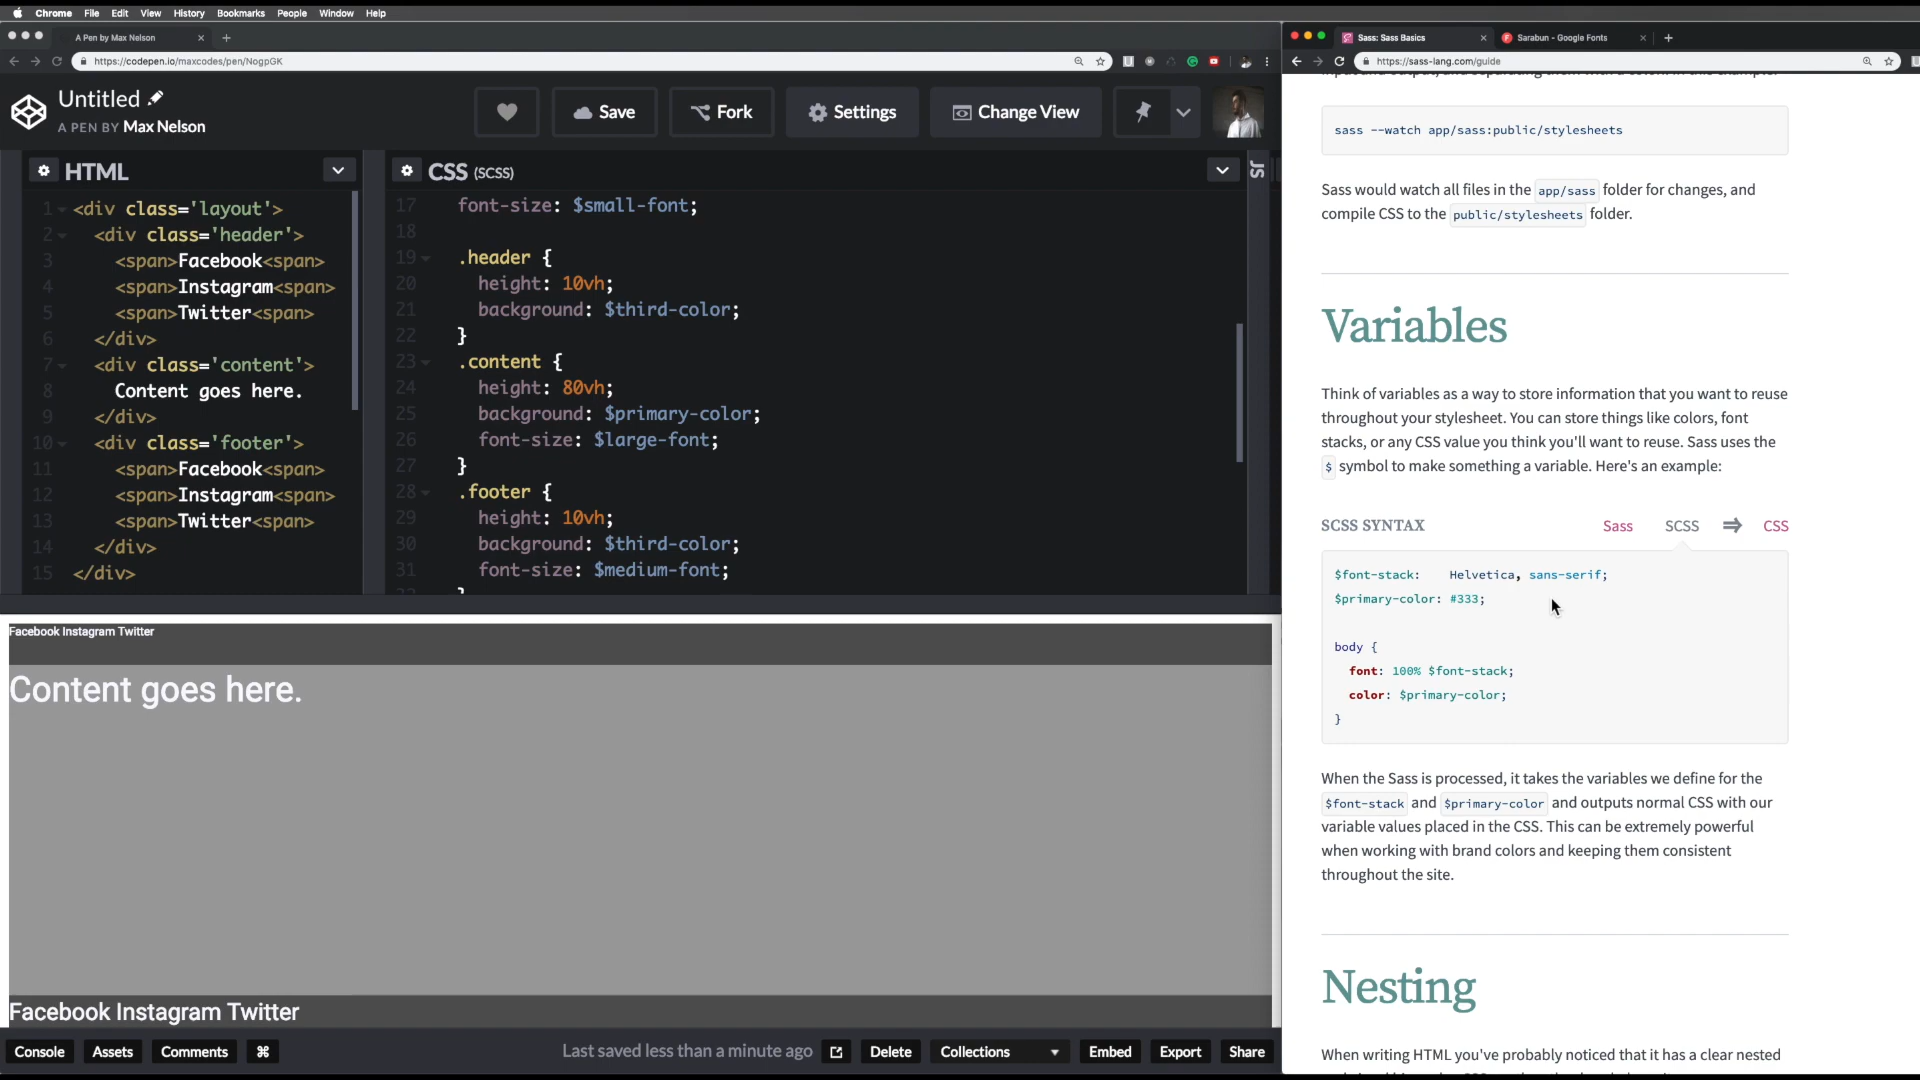 Chrome File Edit View History Bookmarks People Window Help
A Pen by Max Nelson
https://codepen.io/maxcodes/pen/NogpGK
Untitled
A PEN BY Max Nelson
Save
Fork
Settings
Change View
HTML
1 <div class='layout'>
2 <div class='header'>
3 <span>Facebook<span>
4 <span>Instagram<span>
5 <span>Twitter<span>
6 </div>
7 <div class='content'>
8 Content goes here.
9 </div>
10 <div class='footer'>
11 <span>Facebook<span>
12 <span>Instagram<span>
13 <span>Twitter<span>
14 </div>
15 </div>
CSS (SCSS)
17 font-size: $small-font;
18
19 .header {
20 height: 10vh;
21 background: $third-color;
22 }
23 .content {
24 height: 80vh;
25 background: $primary-color;
26 font-size: $large-font;
27 }
28 .footer {
29 height: 10vh;
30 background: $third-color;
31 font-size: $medium-font;
}
JS
Facebook Instagram Twitter
Content goes here.
Facebook Instagram Twitter
Console Assets Comments ⌘ Last saved less than a minute ago Delete Collections Embed Export Share
Sass: Sass Basics
Sarabun - Google Fonts
https://sass-lang.com/guide
sass --watch app/sass:public/stylesheets
Sass would watch all files in the app/sass folder for changes, and
compile CSS to the public/stylesheets folder.
Variables
Think of variables as a way to store information that you want to reuse
throughout your stylesheet. You can store things like colors, font
stacks, or any CSS value you think you'll want to reuse. Sass uses the
$ symbol to make something a variable. Here's an example:
SCSS SYNTAX Sass SCSS ⇒ CSS
$font-stack: Helvetica, sans-serif;
$primary-color: #333;
body {
font: 100% $font-stack;
color: $primary-color;
}
When the Sass is processed, it takes the variables we define for the
$font-stack and $primary-color and outputs normal CSS with our
variable values placed in the CSS. This can be extremely powerful
when working with brand colors and keeping them consistent
throughout the site.
Nesting
When writing HTML you've probably noticed that it has a clear nested